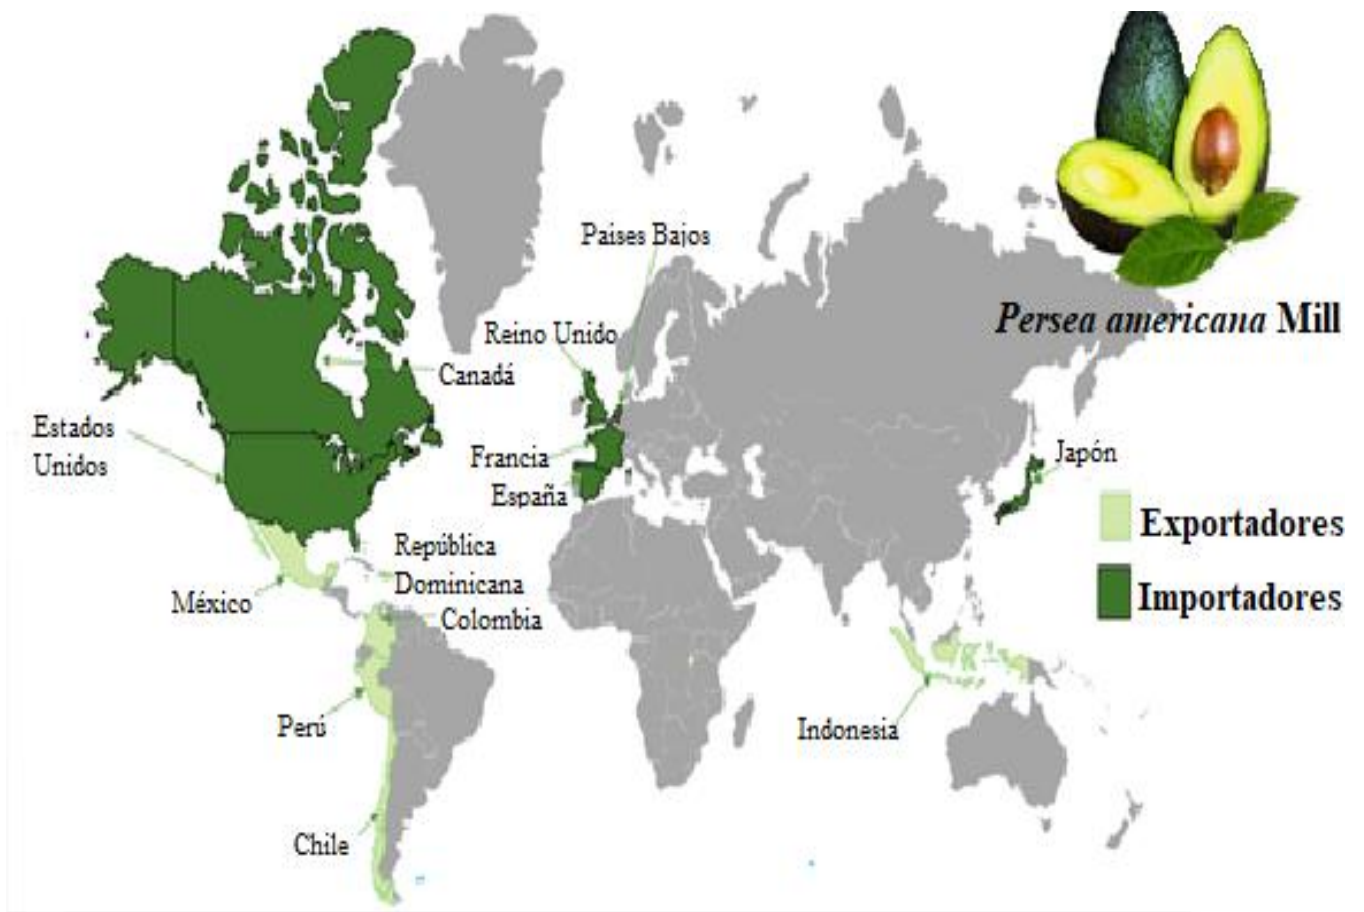 Países Bajos
Persea americana Mill
Reino Unido
Canadá
Estados
Unidos
Francia
España
Japón
Exportadores
República
Dominicana
México
Colombia
Importadores
Perú
Indonesia
Chile